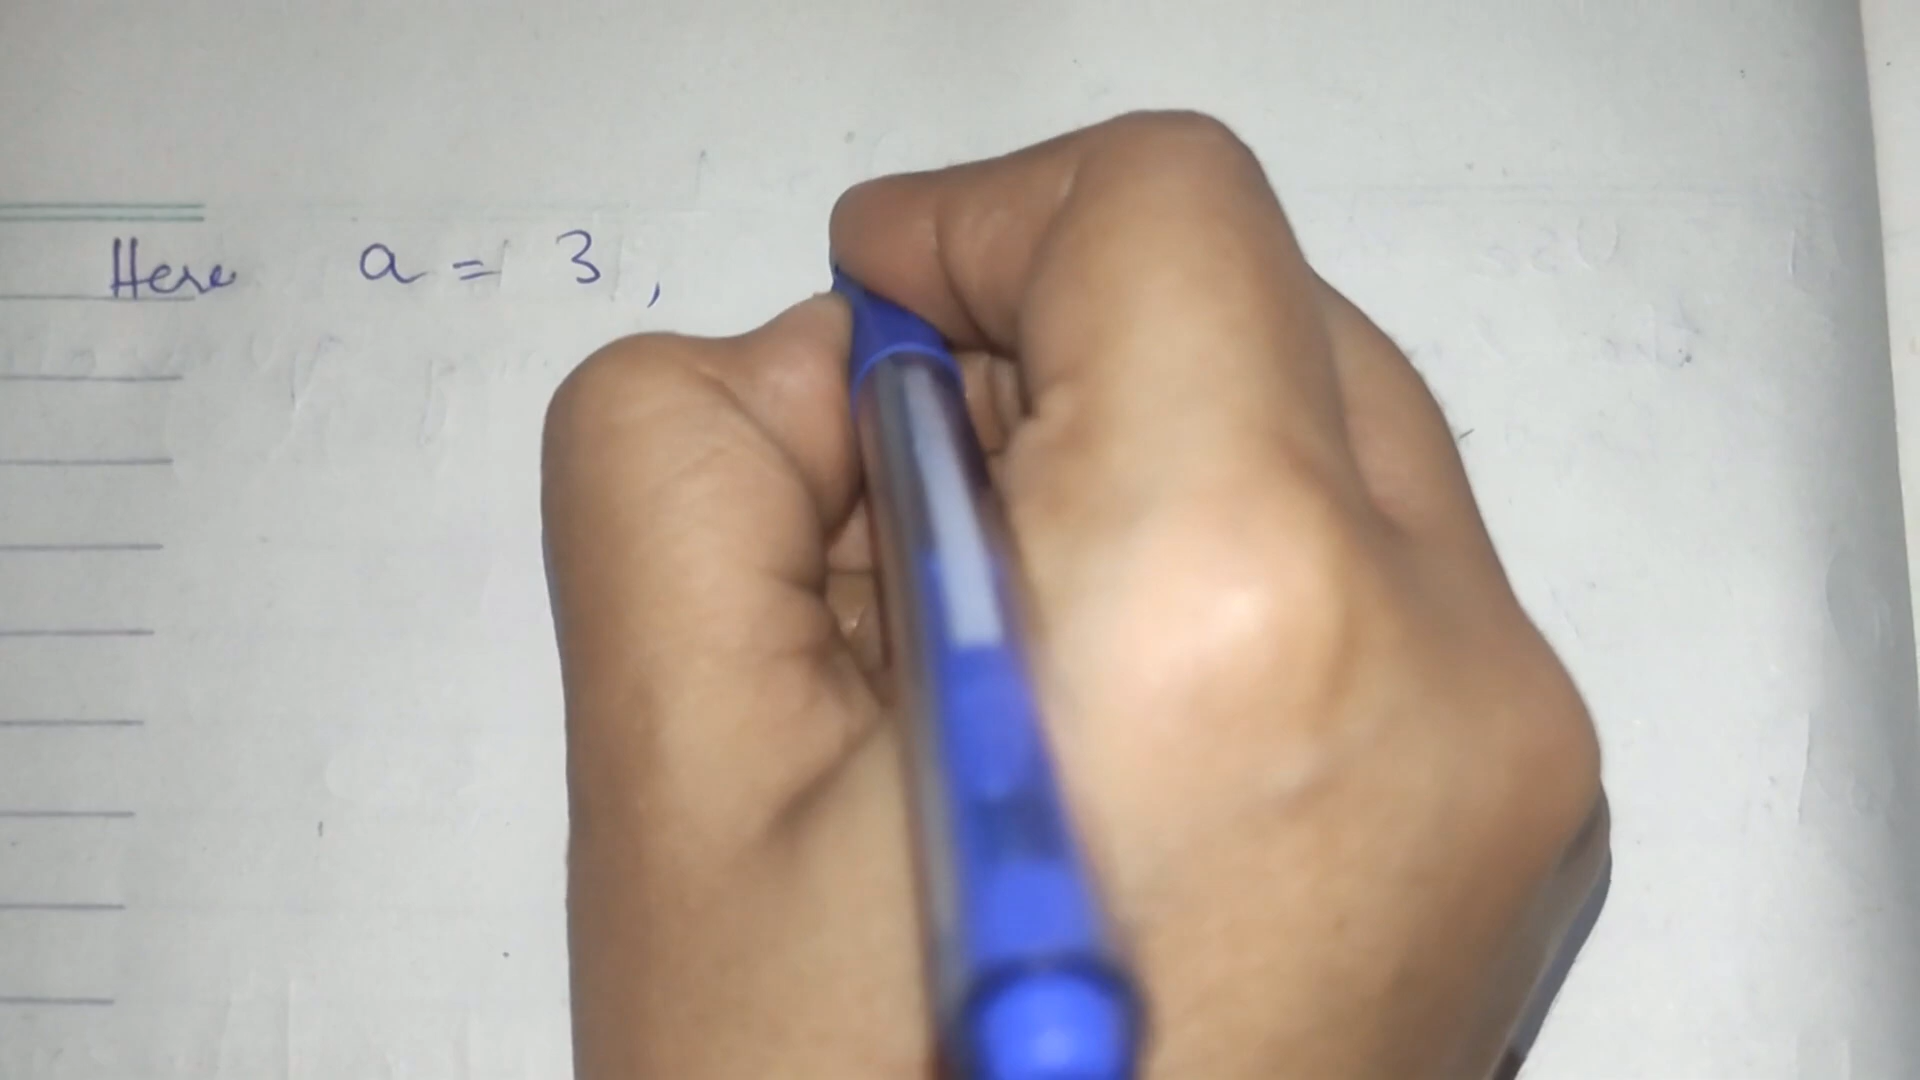 Here a = 3,